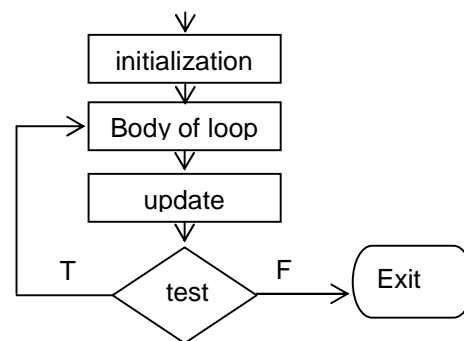 initialization
Body of loop
update
T
F
test
Exit